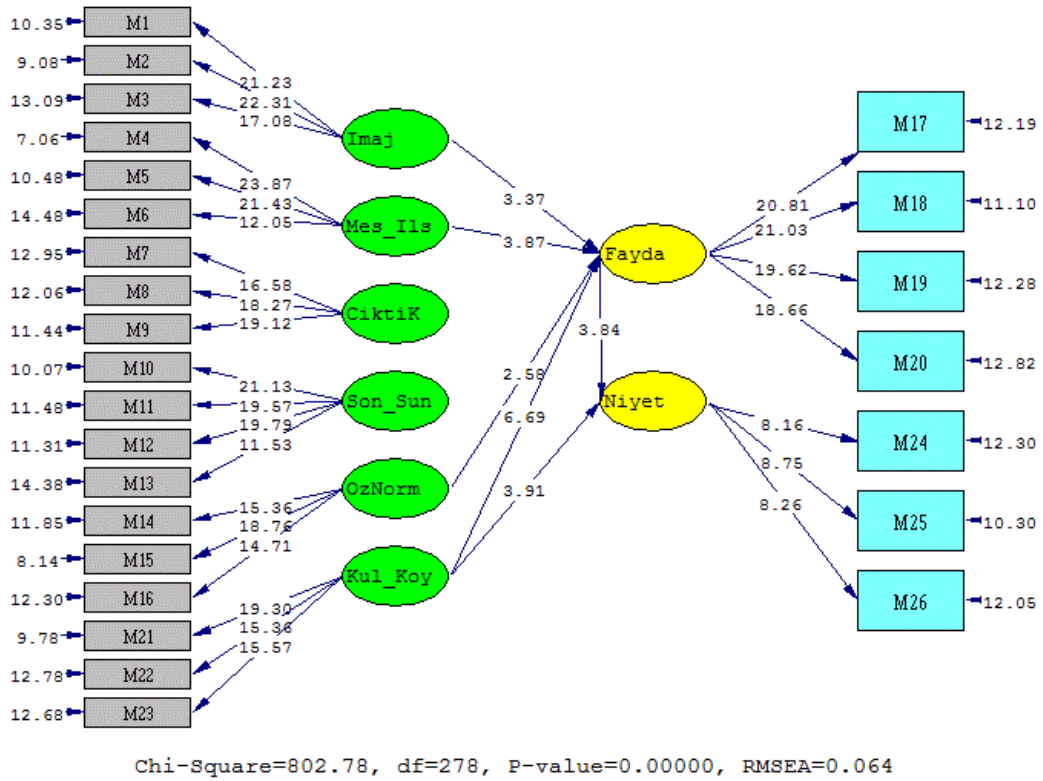 10.35 M1
9.08 M2
13.09 M3
7.06 M4
10.48 M5
14.48 M6
12.95 M7
12.06 M8
11.44 M9
10.07 M10
11.48 M11
11.31 M12
14.38 M13
11.85 M14
8.14 M15
12.30 M16
9.78 M21
12.78 M22
12.68 M23
21.23
22.31
17.08
23.87
21.43
12.05
16.58
18.27
19.12
21.13
19.57
19.79
11.53
15.36
18.76
14.71
19.30
15.36
15.57
Imaj
Mes_Ils
CiktiK
Son_Sun
OzNorm
Kul_Koy
3.37
3.87
2.58
6.69
3.91
3.84
Fayda
Niyet
20.81
21.03
19.62
18.66
8.16
8.75
8.26
M17 12.19
M18 11.10
M19 12.28
M20 12.82
M24 12.30
M25 10.30
M26 12.05
Chi-Square=802.78, df=278, P-value=0.00000, RMSEA=0.064